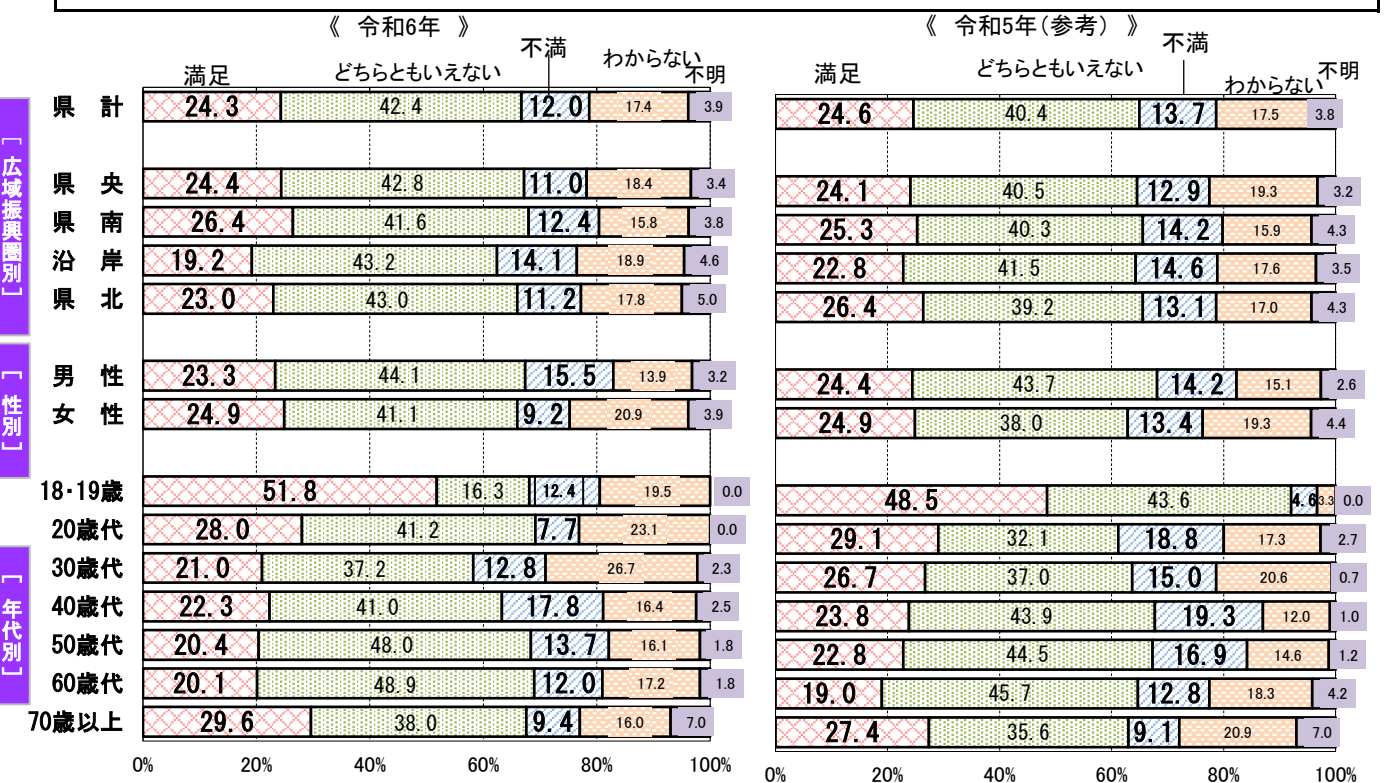 《 令和6年 》
《 令和5年(参考) 》
満足 どちらともいえない 不満 わからない 不明
満足 どちらともいえない 不満 わからない 不明
県 計 24.3 42.4 12.0 17.4 3.9 24.6 40.4 13.7 17.5 3.8
[ 広域振興圏別 ]
県 央 24.4 42.8 11.0 18.4 3.4 24.1 40.5 12.9 19.3 3.2
県 南 26.4 41.6 12.4 15.8 3.8 25.3 40.3 14.2 15.9 4.3
沿 岸 19.2 43.2 14.1 18.9 4.6 22.8 41.5 14.6 17.6 3.5
県 北 23.0 43.0 11.2 17.8 5.0 26.4 39.2 13.1 17.0 4.3
[ 性別 ]
男 性 23.3 44.1 15.5 13.9 3.2 24.4 43.7 14.2 15.1 2.6
女 性 24.9 41.1 9.2 20.9 3.9 24.9 38.0 13.4 19.3 4.4
[ 年代別 ]
18・19歳 51.8 16.3 12.4 19.5 0.0 48.5 43.6 4.6 3.3 0.0
20歳代 28.0 41.2 7.7 23.1 0.0 29.1 32.1 18.8 17.3 2.7
30歳代 21.0 37.2 12.8 26.7 2.3 26.7 37.0 15.0 20.6 0.7
40歳代 22.3 41.0 17.8 16.4 2.5 23.8 43.9 19.3 12.0 1.0
50歳代 20.4 48.0 13.7 16.1 1.8 22.8 44.5 16.9 14.6 1.2
60歳代 20.1 48.9 12.0 17.2 1.8 19.0 45.7 12.8 18.3 4.2
70歳以上 29.6 38.0 9.4 16.0 7.0 27.4 35.6 9.1 20.9 7.0
0% 20% 40% 60% 80% 100%
0% 20% 40% 60% 80% 100%